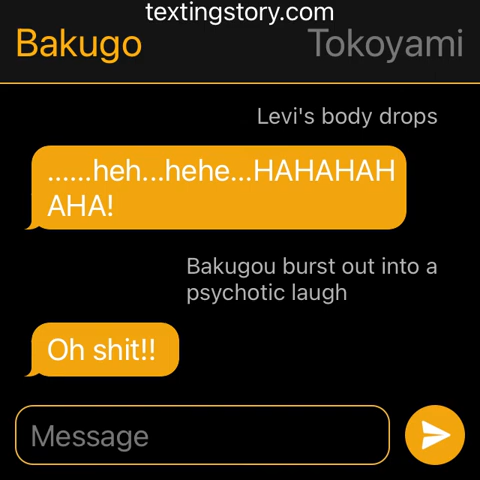 textingstory.com
Bakugo Tokoyami
Levi's body drops
......heh...hehe...HAHAHAH
AHA!
Bakugou burst out into a
psychotic laugh
Oh shit!!
Message